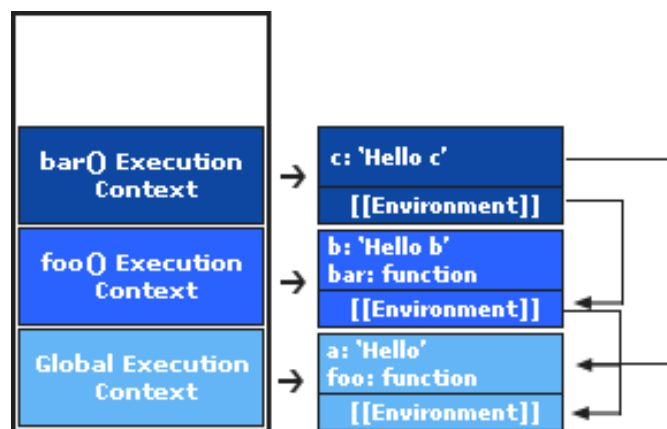 bar() Execution
Context
c: 'Hello c'
[[Environment]]
foo() Execution
Context
b: 'Hello b'
bar: function
[[Environment]]
Global Execution
Context
a: 'Hello'
foo: function
[[Environment]]